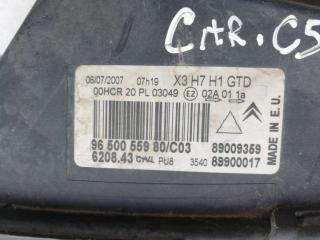 CAR. C5
06/07/2007 07h19 X3 H7 H1 GTD
00HCR 20 PL 03049 E2 02A 01 1a
MADE IN E.U.
96 500 559 80/C03 89009359
6208.43 PU8 3540 89900017